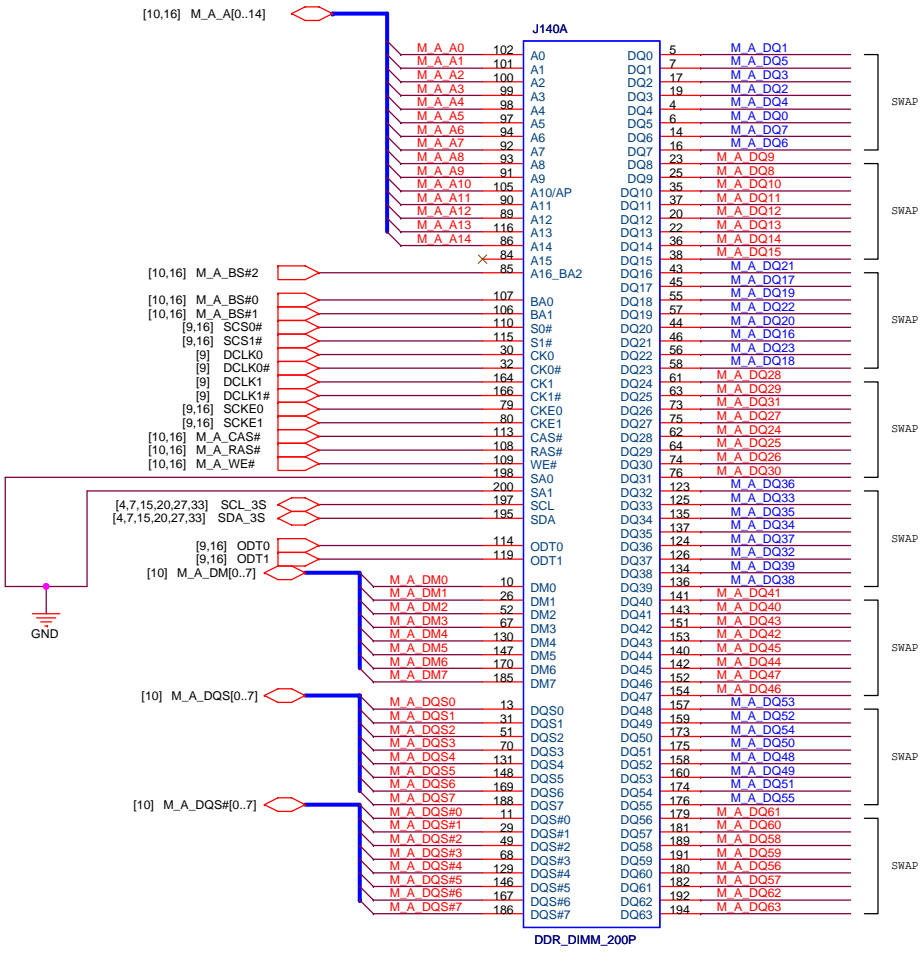 [10,16] M_A_A[0..14]
J140A
M_A_A0 102 A0 DQ0 5 M_A_DQ1
M_A_A1 101 A1 DQ1 7 M_A_DQ5
M_A_A2 100 A2 DQ2 17 M_A_DQ3
M_A_A3 99 A3 DQ3 19 M_A_DQ2
M_A_A4 98 A4 DQ4 4 M_A_DQ4 SWAP
M_A_A5 97 A5 DQ5 6 M_A_DQ0
M_A_A6 94 A6 DQ6 14 M_A_DQ7
M_A_A7 92 A7 DQ7 16 M_A_DQ6
M_A_A8 93 A8 DQ8 23 M_A_DQ9
M_A_A9 91 A9 DQ9 25 M_A_DQ8
M_A_A10 105 A10/AP DQ10 35 M_A_DQ10
M_A_A11 90 A11 DQ11 37 M_A_DQ11
M_A_A12 89 A12 DQ12 20 M_A_DQ12 SWAP
M_A_A13 116 A13 DQ13 22 M_A_DQ13
M_A_A14 86 A14 DQ14 36 M_A_DQ14
84 A15 DQ15 38 M_A_DQ15
[10,16] M_A_BS#2 85 A16_BA2 DQ16 43 M_A_DQ21
DQ17 45 M_A_DQ17
[10,16] M_A_BS#0 107 BA0 DQ18 55 M_A_DQ19
[10,16] M_A_BS#1 106 BA1 DQ19 57 M_A_DQ22
[9,16] SCS0# 110 S0# DQ20 44 M_A_DQ20 SWAP
[9,16] SCS1# 115 S1# DQ21 46 M_A_DQ16
[9] DCLK0 30 CK0 DQ22 56 M_A_DQ23
[9] DCLK0# 32 CK0# DQ23 58 M_A_DQ18
[9] DCLK1 164 CK1 DQ24 61 M_A_DQ28
[9] DCLK1# 166 CK1# DQ25 63 M_A_DQ29
[9,16] SCKE0 79 CKE0 DQ26 73 M_A_DQ31
[9,16] SCKE1 80 CKE1 DQ27 75 M_A_DQ27
[10,16] M_A_CAS# 113 CAS# DQ28 62 M_A_DQ24 SWAP
[10,16] M_A_RAS# 108 RAS# DQ29 64 M_A_DQ25
[10,16] M_A_WE# 109 WE# DQ30 74 M_A_DQ26
198 SA0 DQ31 76 M_A_DQ30
200 SA1 DQ32 123 M_A_DQ36
[4,7,15,20,27,33] SCL_3S 197 SCL DQ33 125 M_A_DQ33
[4,7,15,20,27,33] SDA_3S 195 SDA DQ34 135 M_A_DQ35
DQ35 137 M_A_DQ34
[9,16] ODT0 114 ODT0 DQ36 124 M_A_DQ37 SWAP
[9,16] ODT1 119 ODT1 DQ37 126 M_A_DQ32
[10] M_A_DM[0..7] DQ38 134 M_A_DQ39
M_A_DM0 10 DM0 DQ39 136 M_A_DQ38
M_A_DM1 26 DM1 DQ40 141 M_A_DQ41
M_A_DM2 52 DM2 DQ41 143 M_A_DQ40
M_A_DM3 67 DM3 DQ42 151 M_A_DQ43
GND
M_A_DM4 130 DM4 DQ43 153 M_A_DQ42
M_A_DM5 147 DM5 DQ44 140 M_A_DQ45 SWAP
M_A_DM6 170 DM6 DQ45 142 M_A_DQ44
M_A_DM7 185 DM7 DQ46 152 M_A_DQ47
[10] M_A_DQS[0..7] DQ47 154 M_A_DQ46
M_A_DQS0 13 DQS0 DQ48 157 M_A_DQ53
M_A_DQS1 31 DQS1 DQ49 159 M_A_DQ52
M_A_DQS2 51 DQS2 DQ50 173 M_A_DQ54
M_A_DQS3 70 DQS3 DQ51 175 M_A_DQ50
M_A_DQS4 131 DQS4 DQ52 158 M_A_DQ48 SWAP
M_A_DQS5 148 DQS5 DQ53 160 M_A_DQ49
M_A_DQS6 169 DQS6 DQ54 174 M_A_DQ51
[10] M_A_DQS#[0..7] M_A_DQS7 188 DQS7 DQ55 176 M_A_DQ55
M_A_DQS#0 11 DQS#0 DQ56 179 M_A_DQ61
M_A_DQS#1 29 DQS#1 DQ57 181 M_A_DQ60
M_A_DQS#2 49 DQS#2 DQ58 189 M_A_DQ58
M_A_DQS#3 68 DQS#3 DQ59 191 M_A_DQ59
M_A_DQS#4 129 DQS#4 DQ60 180 M_A_DQ56 SWAP
M_A_DQS#5 146 DQS#5 DQ61 182 M_A_DQ57
M_A_DQS#6 167 DQS#6 DQ62 192 M_A_DQ62
M_A_DQS#7 186 DQS#7 DQ63 194 M_A_DQ63
DDR_DIMM_200P